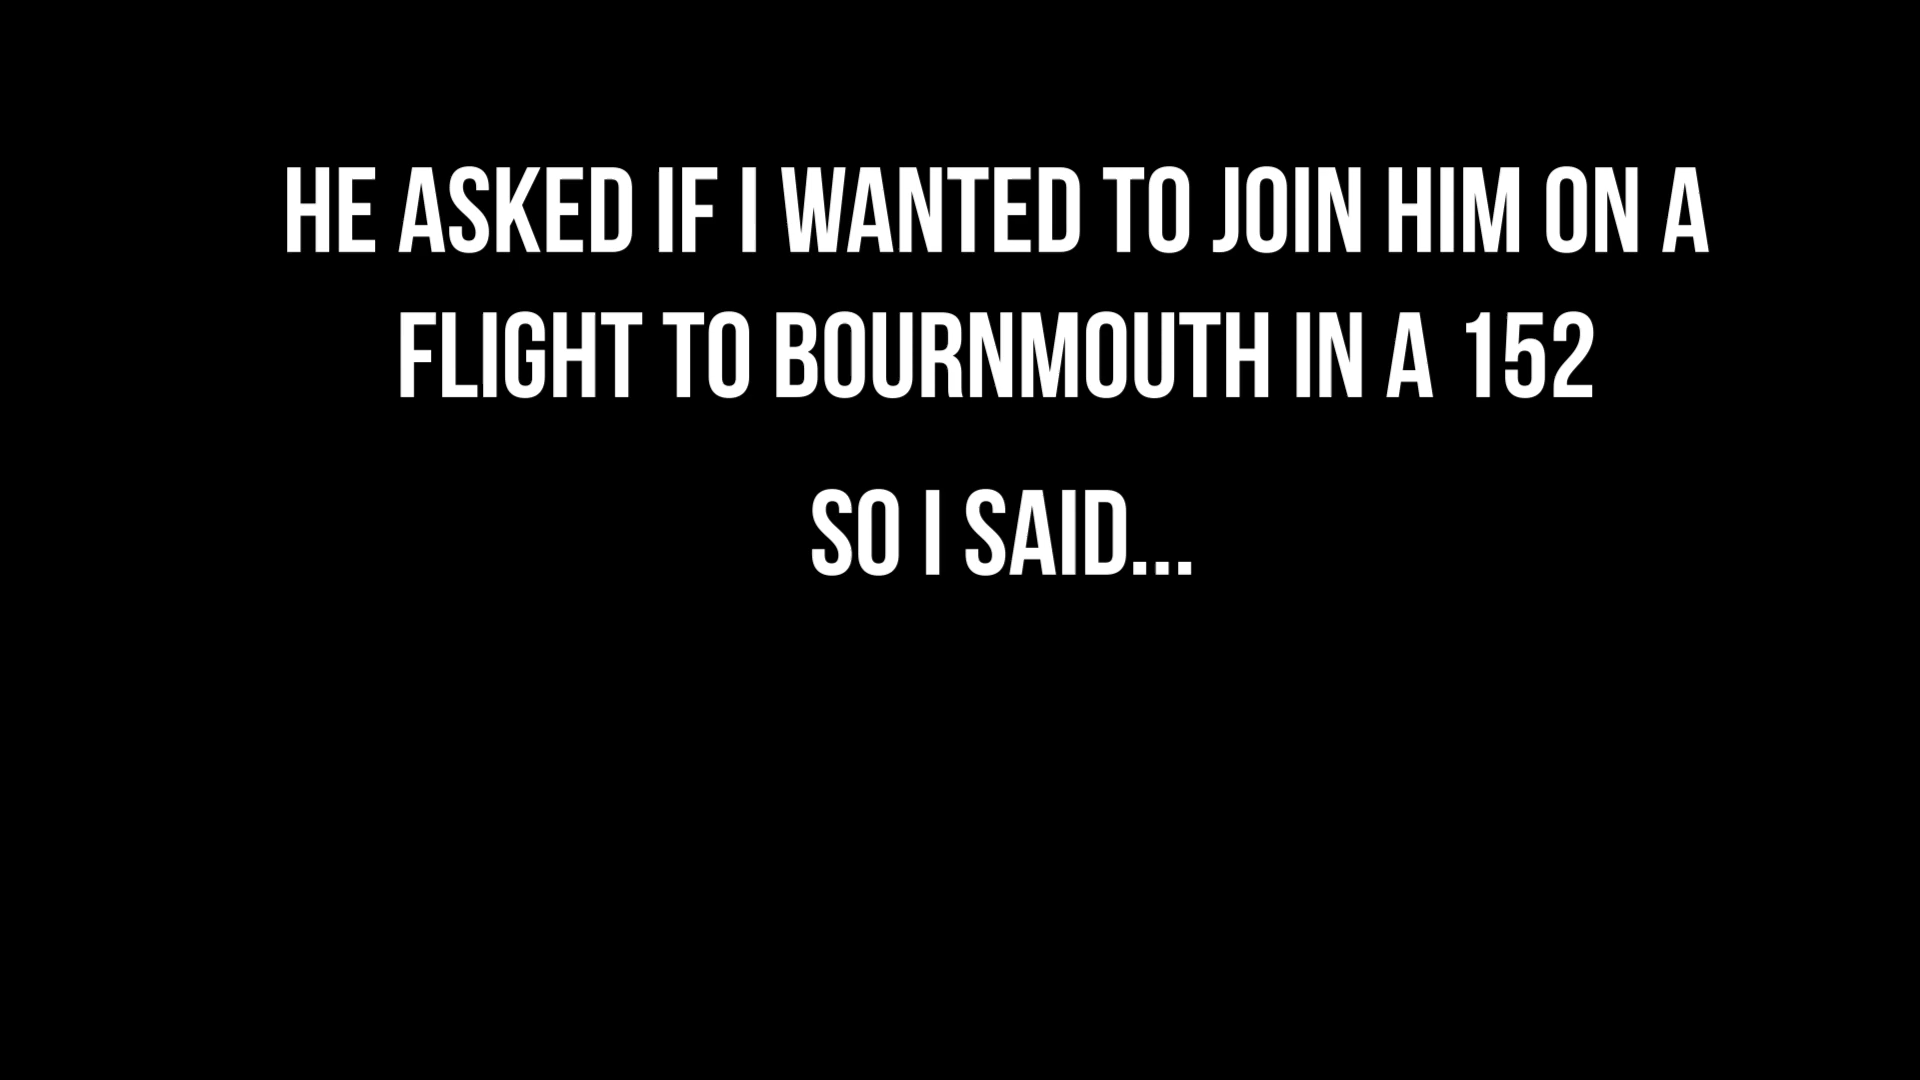 HE ASKED IF I WANTED TO JOIN HIM ON A
FLIGHT TO BOURNMOUTH IN A 152
SO I SAID...